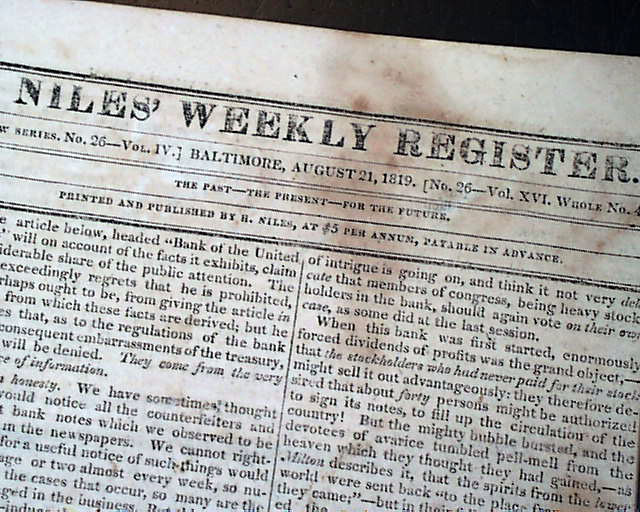 NILES' WEEKLY REGISTER.
SERIES. No. 26—VOL. IV.] BALTIMORE, AUGUST 21, 1819. [No. 26—VOL. XVI. WHOLE No.
THE PAST—THE PRESENT—FOR THE FUTURE.
PRINTED AND PUBLISHED BY H. NILES, AT $5 PER ANNUM, PAYABLE IN ADVANCE.
article below, headed "Bank of the United
will on account of the facts it exhibits, claim
siderable share of the public attention. The
exceedingly regrets that he is prohibited,
rhaps ought to be, from giving the article in
from which these facts are derived; but he
es that, as to the regulations of the bank
consequent embarrassments of the treasury,
will be denied. They come from the very
ce of information.
honesty. We have sometimes thought
would notice all the counterfeiters and
t bank notes which we observed to be
in the newspapers. We cannot right-
for a useful notice of such things would
age or two almost every week, so nu-
the cases that occur, so many are the
ged in the business. But
of intrigue is going on, and think it not very
cate that members of congress, being heavy stock
holders in the bank, should again vote on their own
case, as some did at the last session.
When this bank was first started, enormously
forced dividends of profits was the grand object,—
that the stockholders who had never paid for their stock
might sell it out advantageously: they therefore de-
sired that about forty persons might be authorized
to sign its notes, to fill up the circulation of the
country! But the mighty bubble bursted, and the
devotees of avarice tumbled pell-mell from the
heaven which they thought they had gained,—as
Milton describes it, that the spirits from the lower
world were sent back "to the place from
they came,"—but in their
ed the